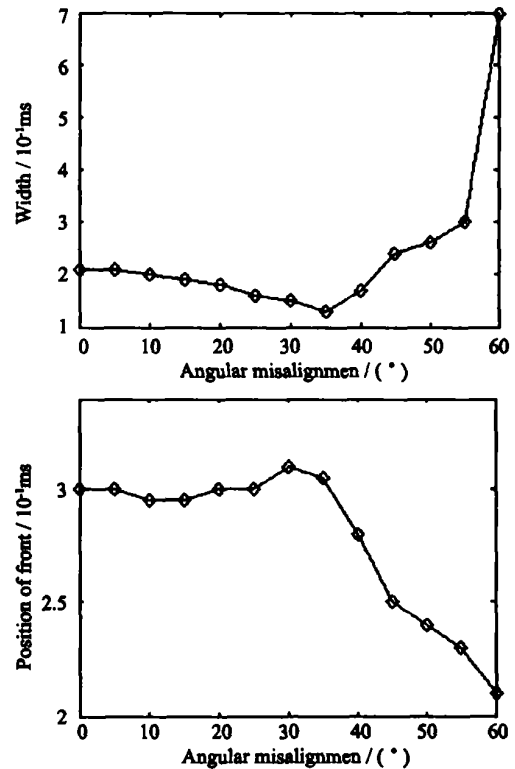 7
6
5
4
3
2
1
Width / 10⁻¹ms
0 10 20 30 40 50 60
Angular misalignmen / ( ° )
3
2.5
2
Position of front / 10⁻¹ms
0 10 20 30 40 50 60
Angular misalignmen / ( ° )